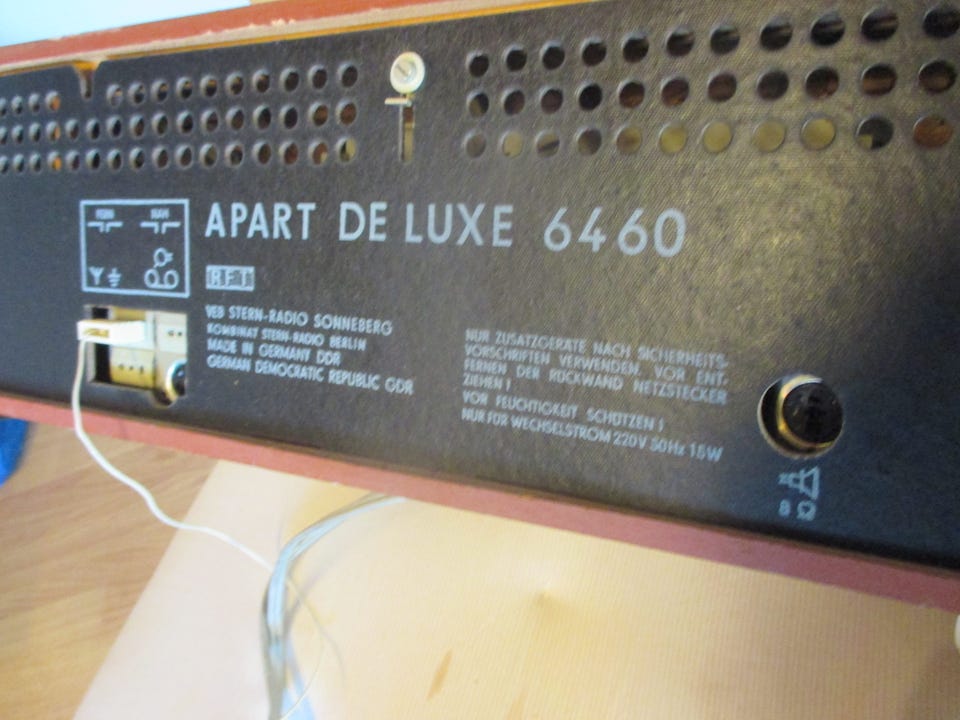 FERN NAH
APART DE LUXE 6460
RFT
VEB STERN-RADIO SONNEBERG
KOMBINAT STERN-RADIO BERLIN
MADE IN GERMANY DDR
GERMAN DEMOCRATIC REPUBLIC GDR
NUR ZUSATZGERÄTE NACH SICHERHEITS-
VORSCHRIFTEN VERWENDEN. VOR ENT-
FERNEN DER RÜCKWAND NETZSTECKER
ZIEHEN !
VOR FEUCHTIGKEIT SCHÜTZEN !
NUR FÜR WECHSELSTROM 220V 50Hz 15W
8 Ω